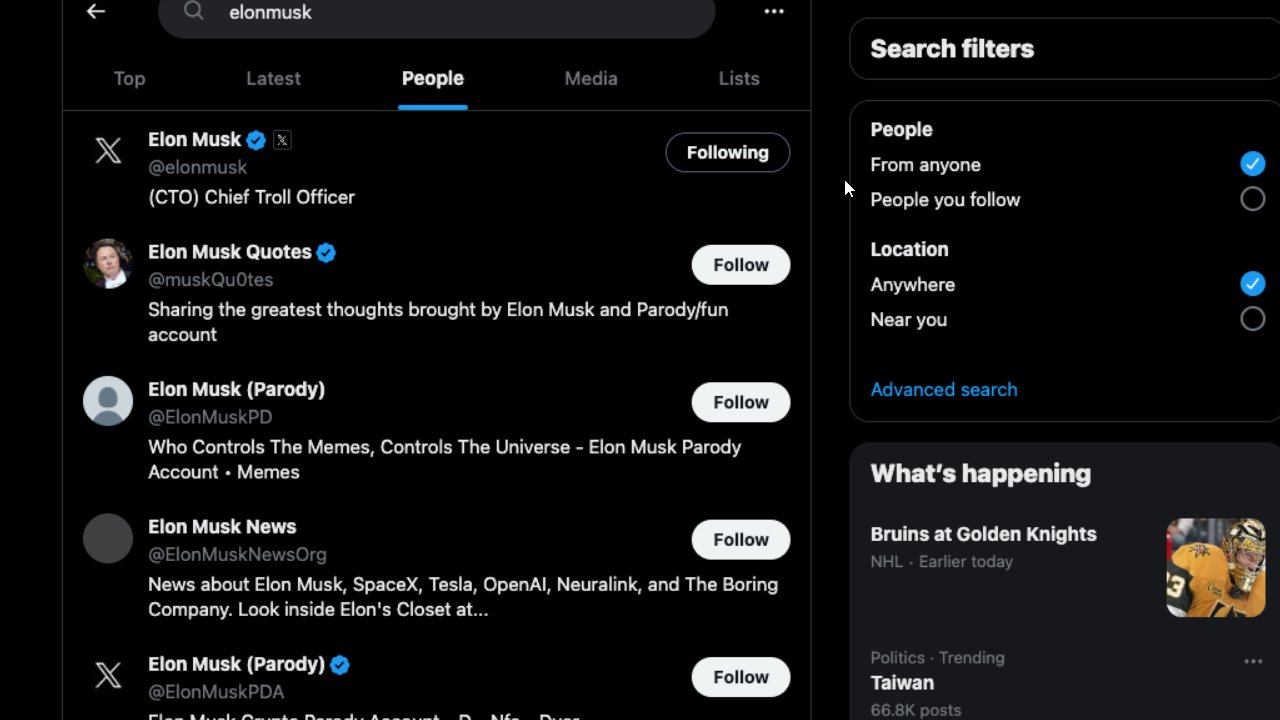 elonmusk
Top
Latest
People
Media
Lists
Elon Musk
@elonmusk
(CTO) Chief Troll Officer
Following
Elon Musk Quotes
@muskQu0tes
Sharing the greatest thoughts brought by Elon Musk and Parody/fun
account
Follow
Elon Musk (Parody)
@ElonMuskPD
Who Controls The Memes, Controls The Universe - Elon Musk Parody
Account • Memes
Follow
Elon Musk News
@ElonMuskNewsOrg
News about Elon Musk, SpaceX, Tesla, OpenAI, Neuralink, and The Boring
Company. Look inside Elon's Closet at...
Follow
Elon Musk (Parody)
@ElonMuskPDA
Elon Musk Crypto Parody Account
Follow
Search filters
People
From anyone
People you follow
Location
Anywhere
Near you
Advanced search
What's happening
Bruins at Golden Knights
NHL · Earlier today
Politics · Trending
Taiwan
66.8K posts